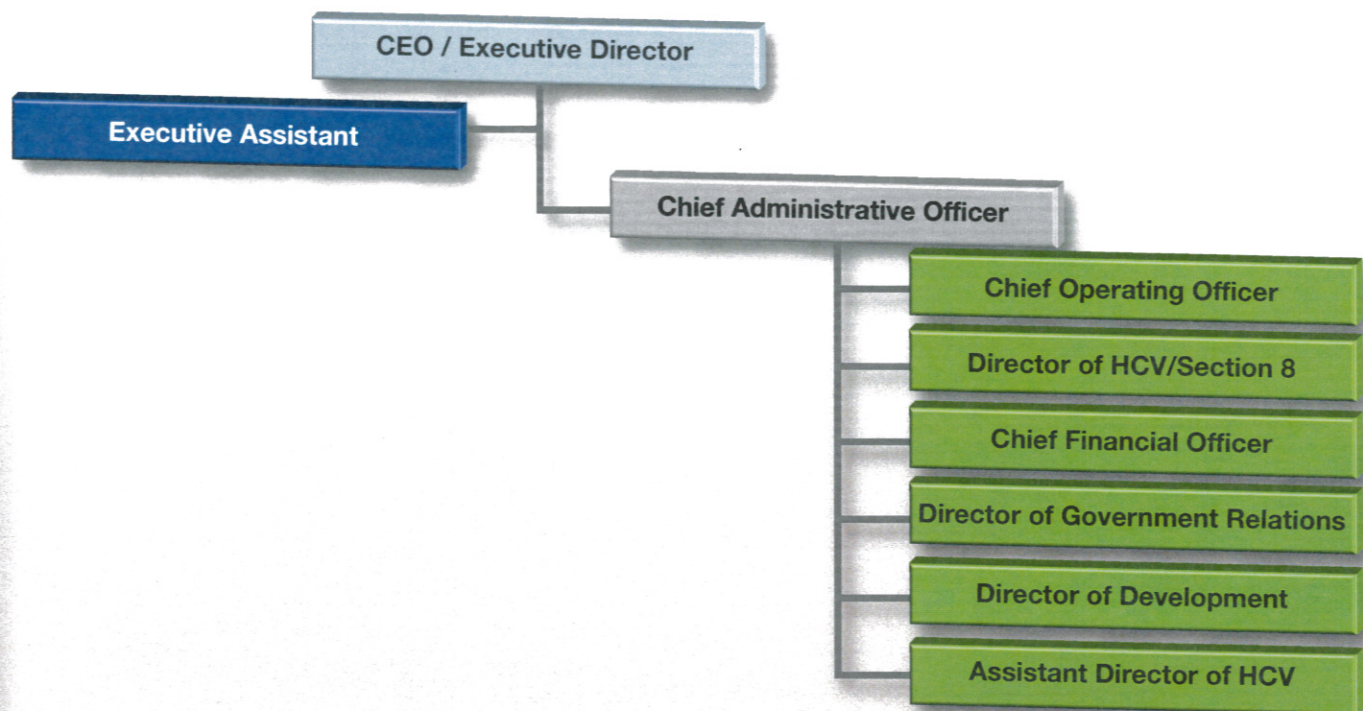 CEO / Executive Director
Executive Assistant
Chief Administrative Officer
Chief Operating Officer
Director of HCV/Section 8
Chief Financial Officer
Director of Government Relations
Director of Development
Assistant Director of HCV